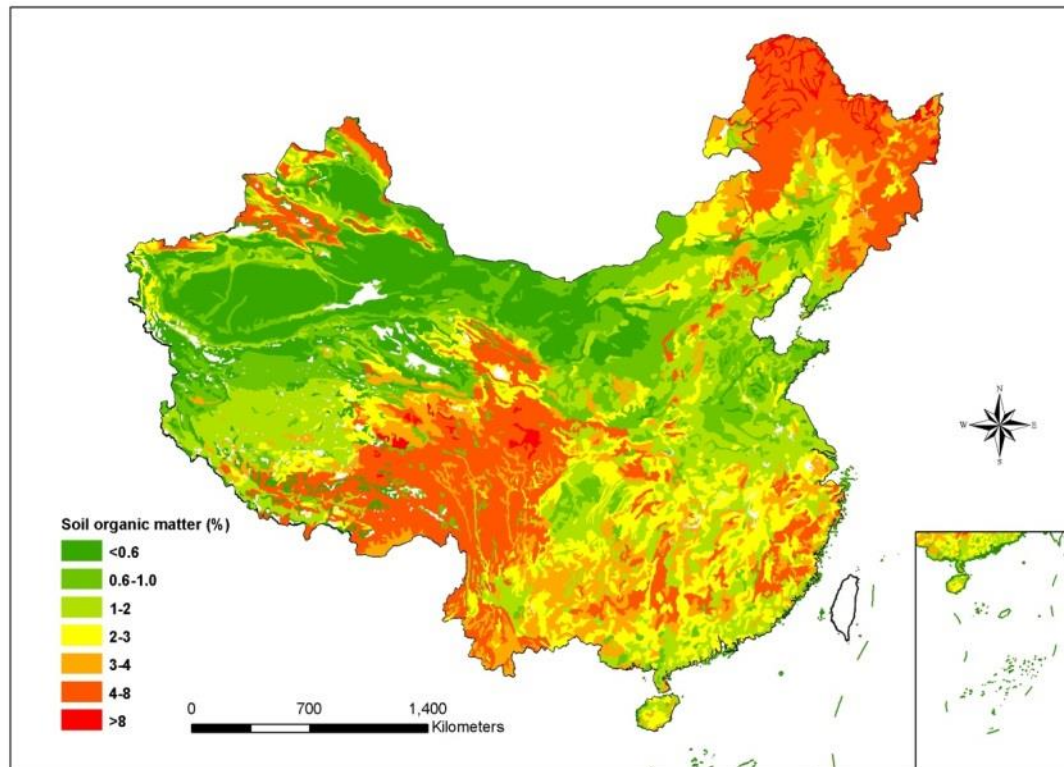 N
W E
S
Soil organic matter (%)
<0.6
0.6-1.0
1-2
2-3
3-4
4-8
>8
0 700 1,400
Kilometers